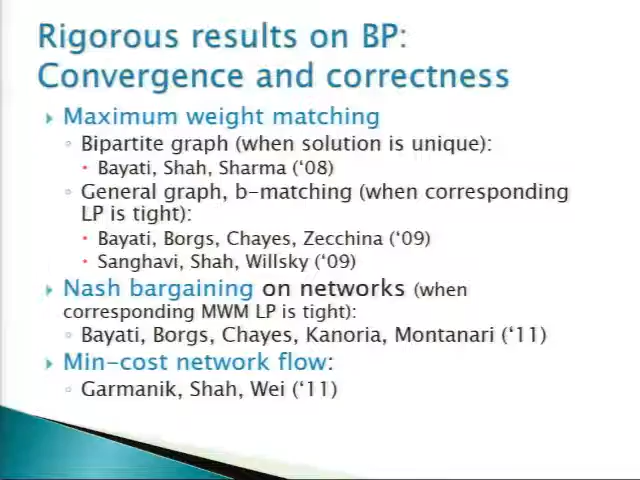 Rigorous results on BP:
Convergence and correctness
Maximum weight matching
Bipartite graph (when solution is unique):
Bayati, Shah, Sharma (‘08)
General graph, b-matching (when corresponding
LP is tight):
Bayati, Borgs, Chayes, Zecchina (‘09)
Sanghavi, Shah, Willsky (‘09)
Nash bargaining on networks (when
corresponding MWM LP is tight):
Bayati, Borgs, Chayes, Kanoria, Montanari (‘11)
Min-cost network flow:
Garmanik, Shah, Wei (‘11)